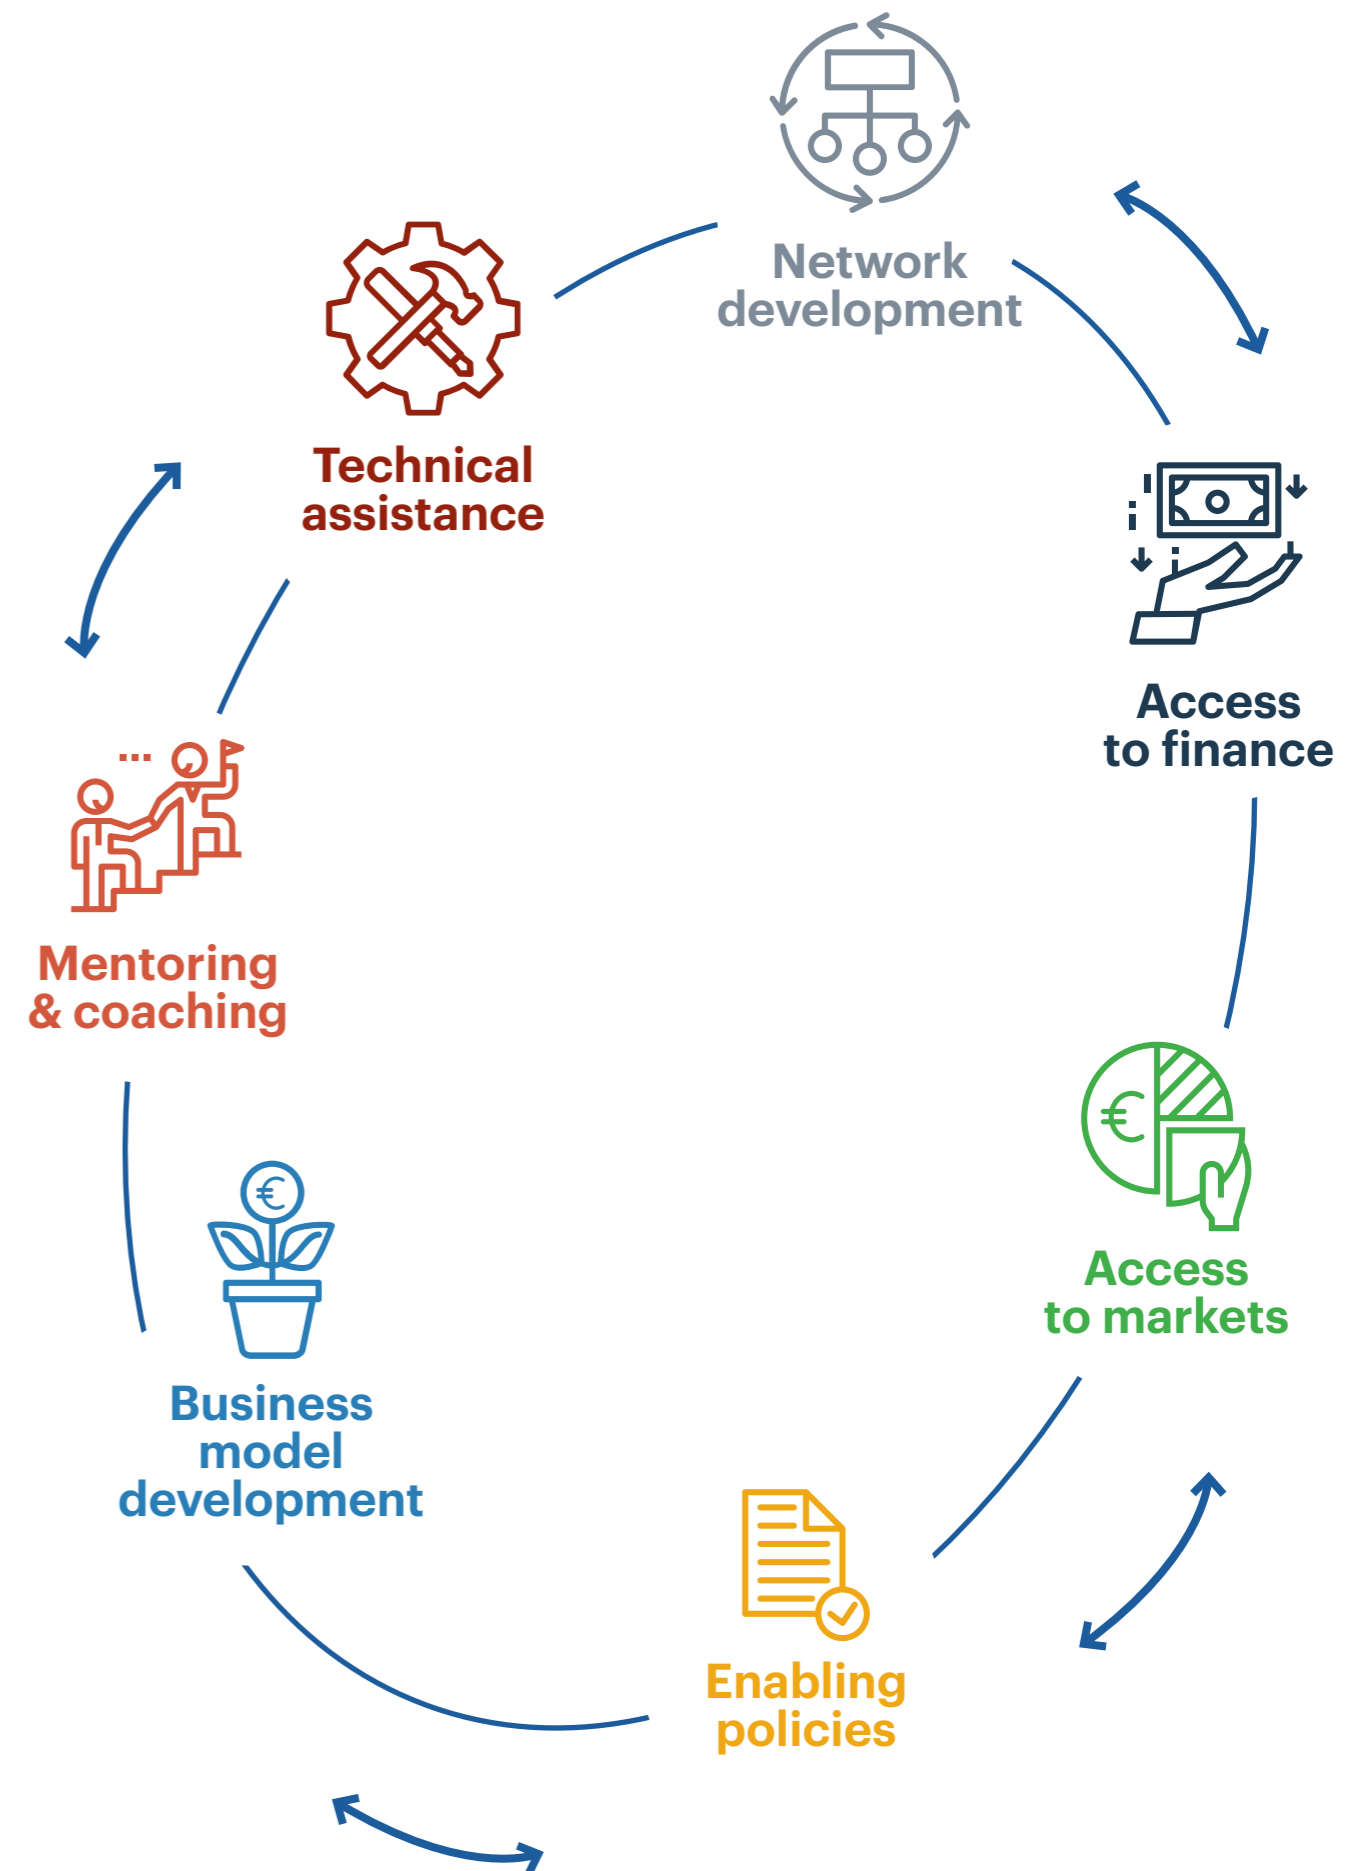 Network
development
Technical
assistance
Access
to finance
Mentoring
& coaching
€
Access
to markets
€
Business
model
development
Enabling
policies